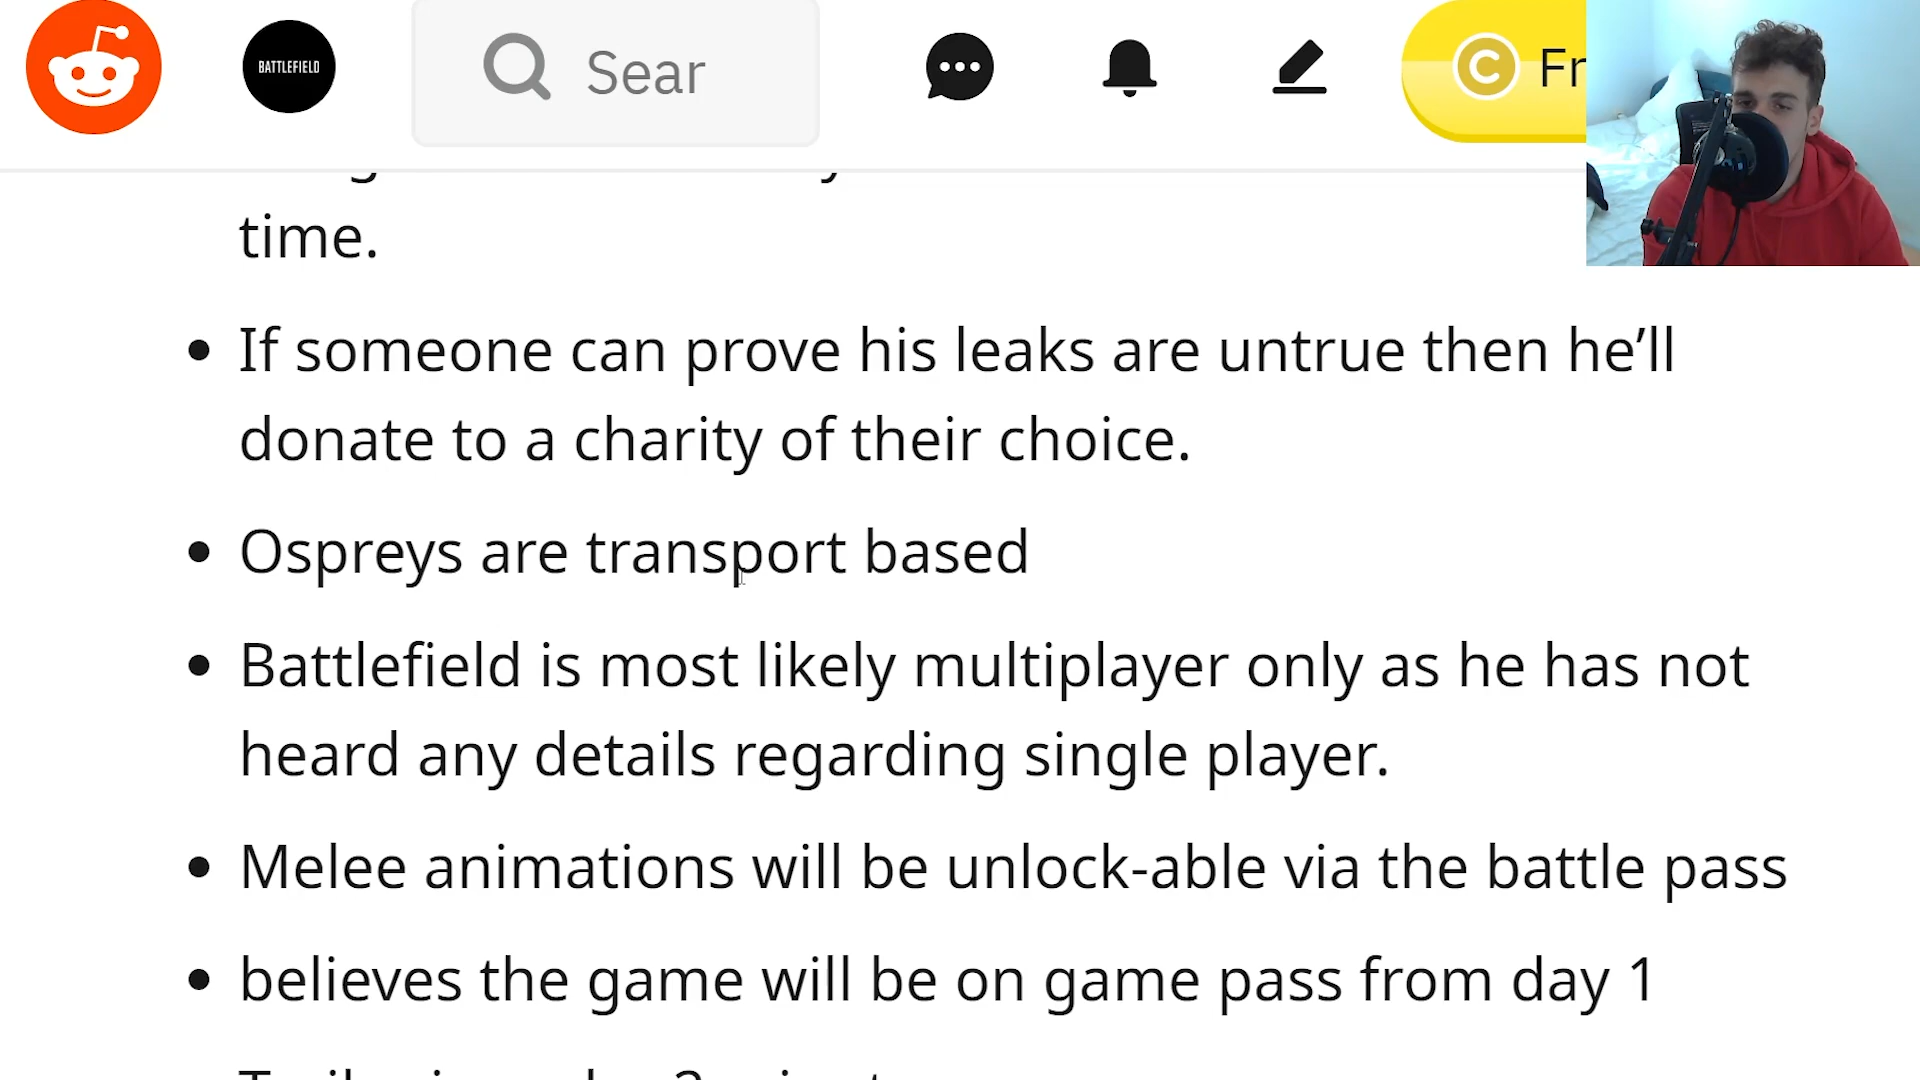 BATTLEFIELD
Sear
Fr
time.
• If someone can prove his leaks are untrue then he’ll
donate to a charity of their choice.
• Ospreys are transport based
• Battlefield is most likely multiplayer only as he has not
heard any details regarding single player.
• Melee animations will be unlock-able via the battle pass
• believes the game will be on game pass from day 1